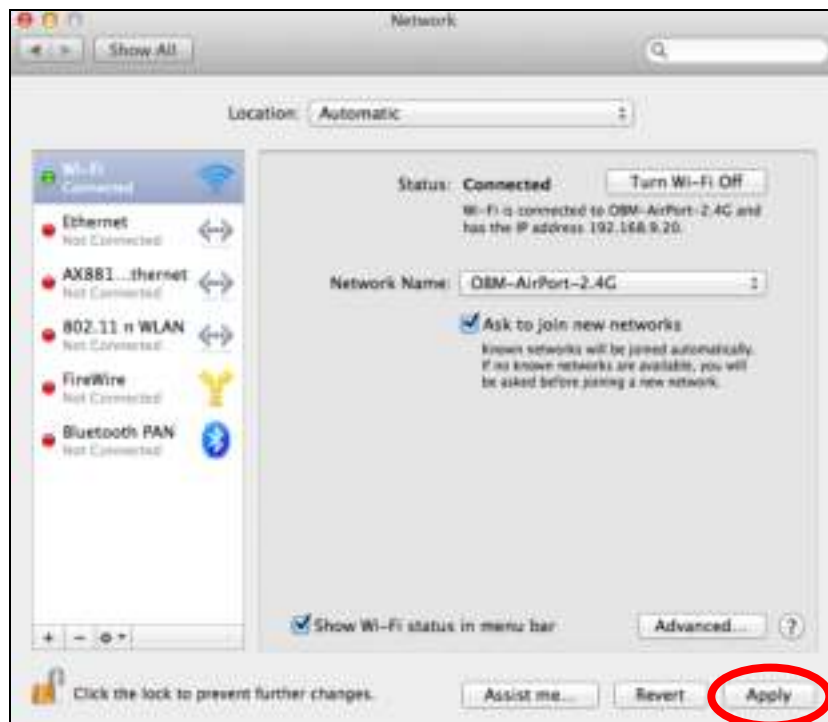 Network
Show All
Location: Automatic
Wi-Fi
Connected
Ethernet
Not Connected
AX881...thernet
Not Connected
802.11 n WLAN
Not Connected
FireWire
Not Connected
Bluetooth PAN
Not Connected
Status: Connected
Turn Wi-Fi Off
Wi-Fi is connected to OBM-AirPort-2.4G and
has the IP address 192.168.9.20.
Network Name: OBM-AirPort-2.4G
Ask to join new networks
Known networks will be joined automatically.
If no known networks are available, you will
be asked before joining a new network.
Show Wi-Fi status in menu bar
Advanced...
?
+ −
Click the lock to prevent further changes.
Assist me...
Revert
Apply